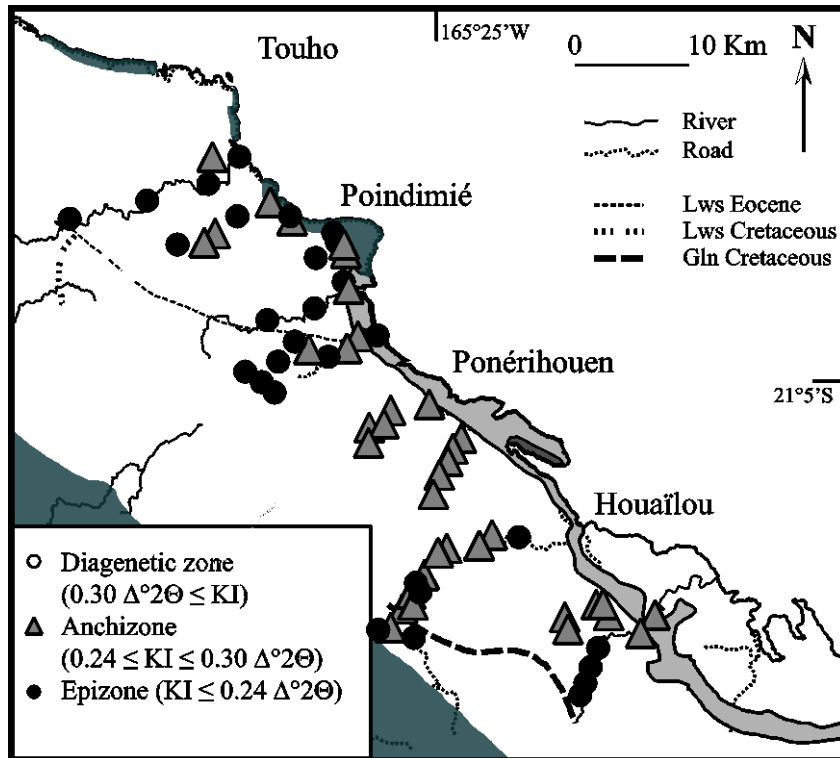 Touho
165°25'W
0 10 Km
N
River
Road
Poindimié
Lws Eocene
Lws Cretaceous
Gln Cretaceous
Ponérihouen
21°5'S
Houaïlou
Diagenetic zone
(0.30 Δ°2Θ ≤ KI)
Anchizone
(0.24 ≤ KI ≤ 0.30 Δ°2Θ)
Epizone (KI ≤ 0.24 Δ°2Θ)